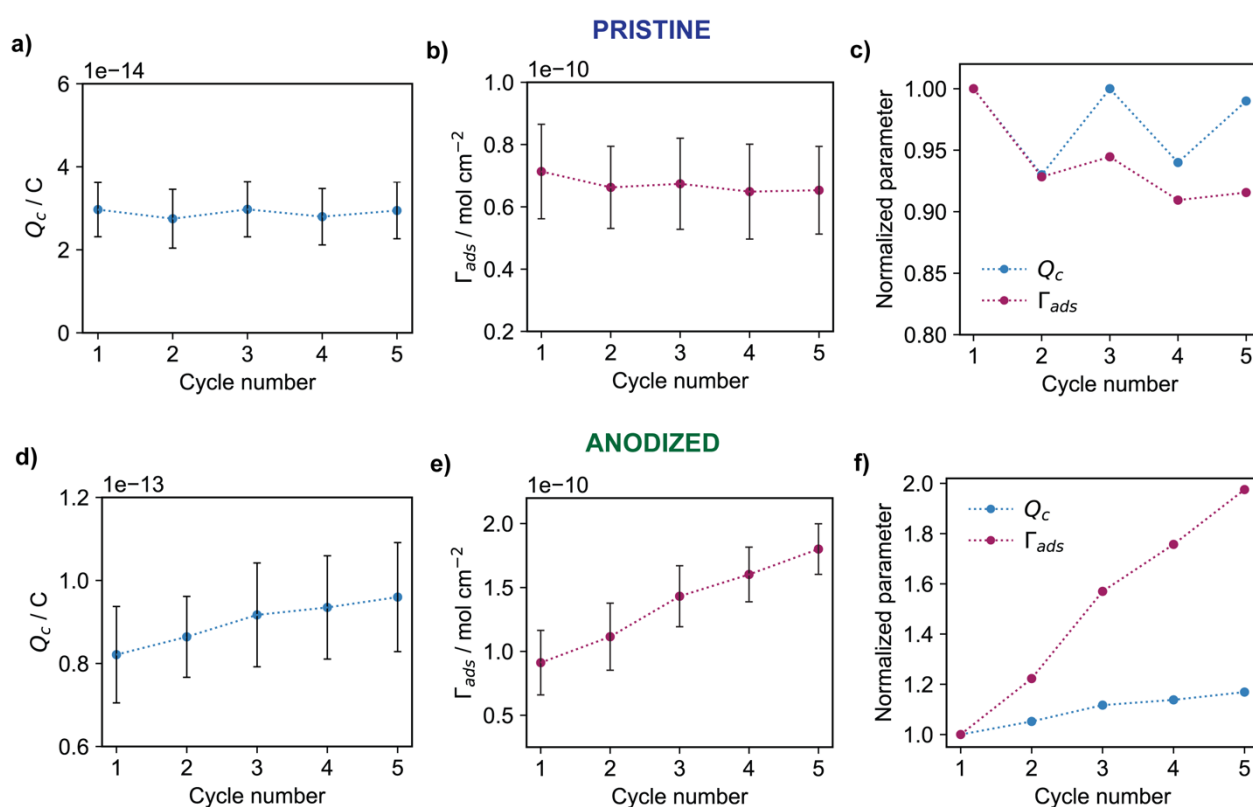 PRISTINE
a)
1e−14
6
4
2
0
Q_c / C
1 2 3 4 5
Cycle number
b)
1e−10
1.0
0.8
0.6
0.4
0.2
Γ_ads / mol cm⁻²
1 2 3 4 5
Cycle number
c)
1.00
0.95
0.90
0.85
0.80
Normalized parameter
Q_c
Γ_ads
1 2 3 4 5
Cycle number
ANODIZED
d)
1e−13
1.2
1.0
0.8
0.6
Q_c / C
1 2 3 4 5
Cycle number
e)
1e−10
2.0
1.5
1.0
0.5
Γ_ads / mol cm⁻²
1 2 3 4 5
Cycle number
f)
2.0
1.8
1.6
1.4
1.2
1.0
Normalized parameter
Q_c
Γ_ads
1 2 3 4 5
Cycle number